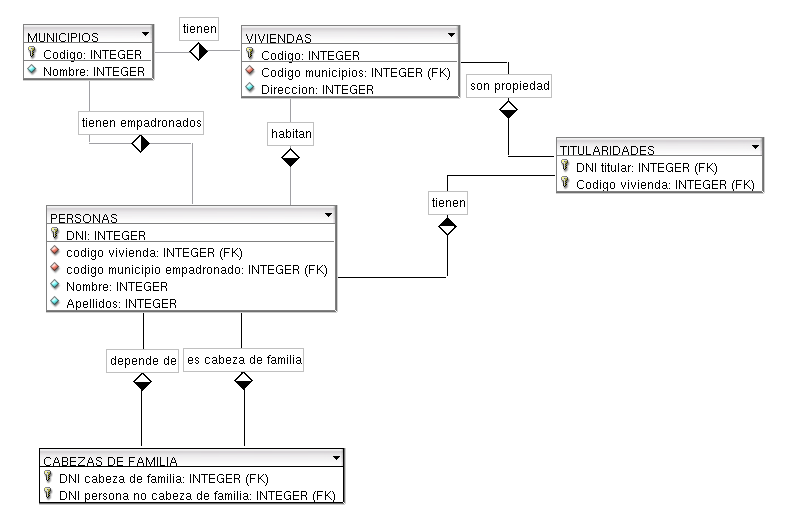 MUNICIPIOS
Codigo: INTEGER
Nombre: INTEGER
tienen
VIVIENDAS
Codigo: INTEGER
Codigo municipios: INTEGER (FK)
Direccion: INTEGER
son propiedad
tienen empadronados
habitan
TITULARIDADES
DNI titular: INTEGER (FK)
Codigo vivienda: INTEGER (FK)
tienen
PERSONAS
DNI: INTEGER
codigo vivienda: INTEGER (FK)
codigo municipio empadronado: INTEGER (FK)
Nombre: INTEGER
Apellidos: INTEGER
depende de
es cabeza de familia
CABEZAS DE FAMILIA
DNI cabeza de familia: INTEGER (FK)
DNI persona no cabeza de familia: INTEGER (FK)